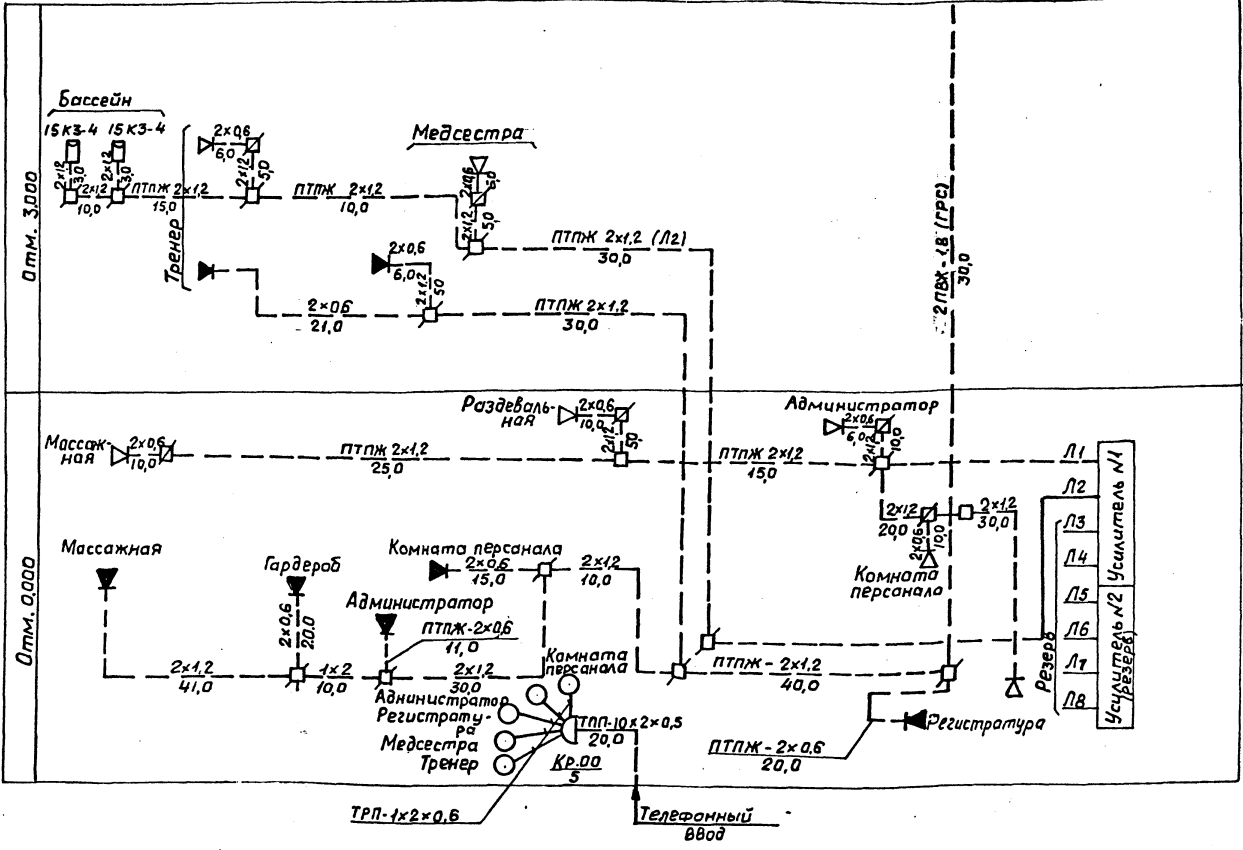 Отм. 3,000
Бассейн
15КЗ-4 15КЗ-4
2×1,2
3,0
2×1,2
3,0
2×1,2
10,0
ПТПЖ 2×1,2
15,0
Тренер
2×0,6
6,0
2×1,2
5,0
ПТПЖ 2×1,2
10,0
Медсестра
2×0,6
6,0
2×1,2
5,0
ПТПЖ 2×1,2 (Л2)
30,0
2×0,6
6,0
2×1,2
50
2×0,6
21,0
ПТПЖ 2×1,2
30,0
2ПВЖ-1,8 (ГРС)
30,0
Отм. 0,000
Массаж-
ная
2×0,6
10,0
ПТПЖ 2×1,2
25,0
Раздеваль-
ная
2×0,6
10,0
2×1,2
5,0
ПТПЖ 2×1,2
15,0
Администратор
2×0,6
6,0
2×1,2
10,0
2×1,2
20,0
2×0,6
10,0
2×1,2
30,0
Комната
персанала
Л1
Л2
Л3
Л4
Л5
Л6
Л7
Л8
Резерв
Усилитель N1
Усилитель N2
(резерв)
Массажная
Гардероб
2×0,6
20,0
Комната персанала
2×0,6
15,0
2×1,2
10,0
Администратор
ПТПЖ-2×0,6
11,0
2×1,2
41,0
1×2
10,0
2×1,2
30,0
ПТПЖ-2×1,2
40,0
Регистратура
ПТПЖ-2×0,6
20,0
Комната
персанала
Администратор
Регистрату-
ра
Медсестра
Тренер
ТПП-10×2×0,5
20,0
Кр.00
5
ТРП-1×2×0,6
Телефонный
ввод